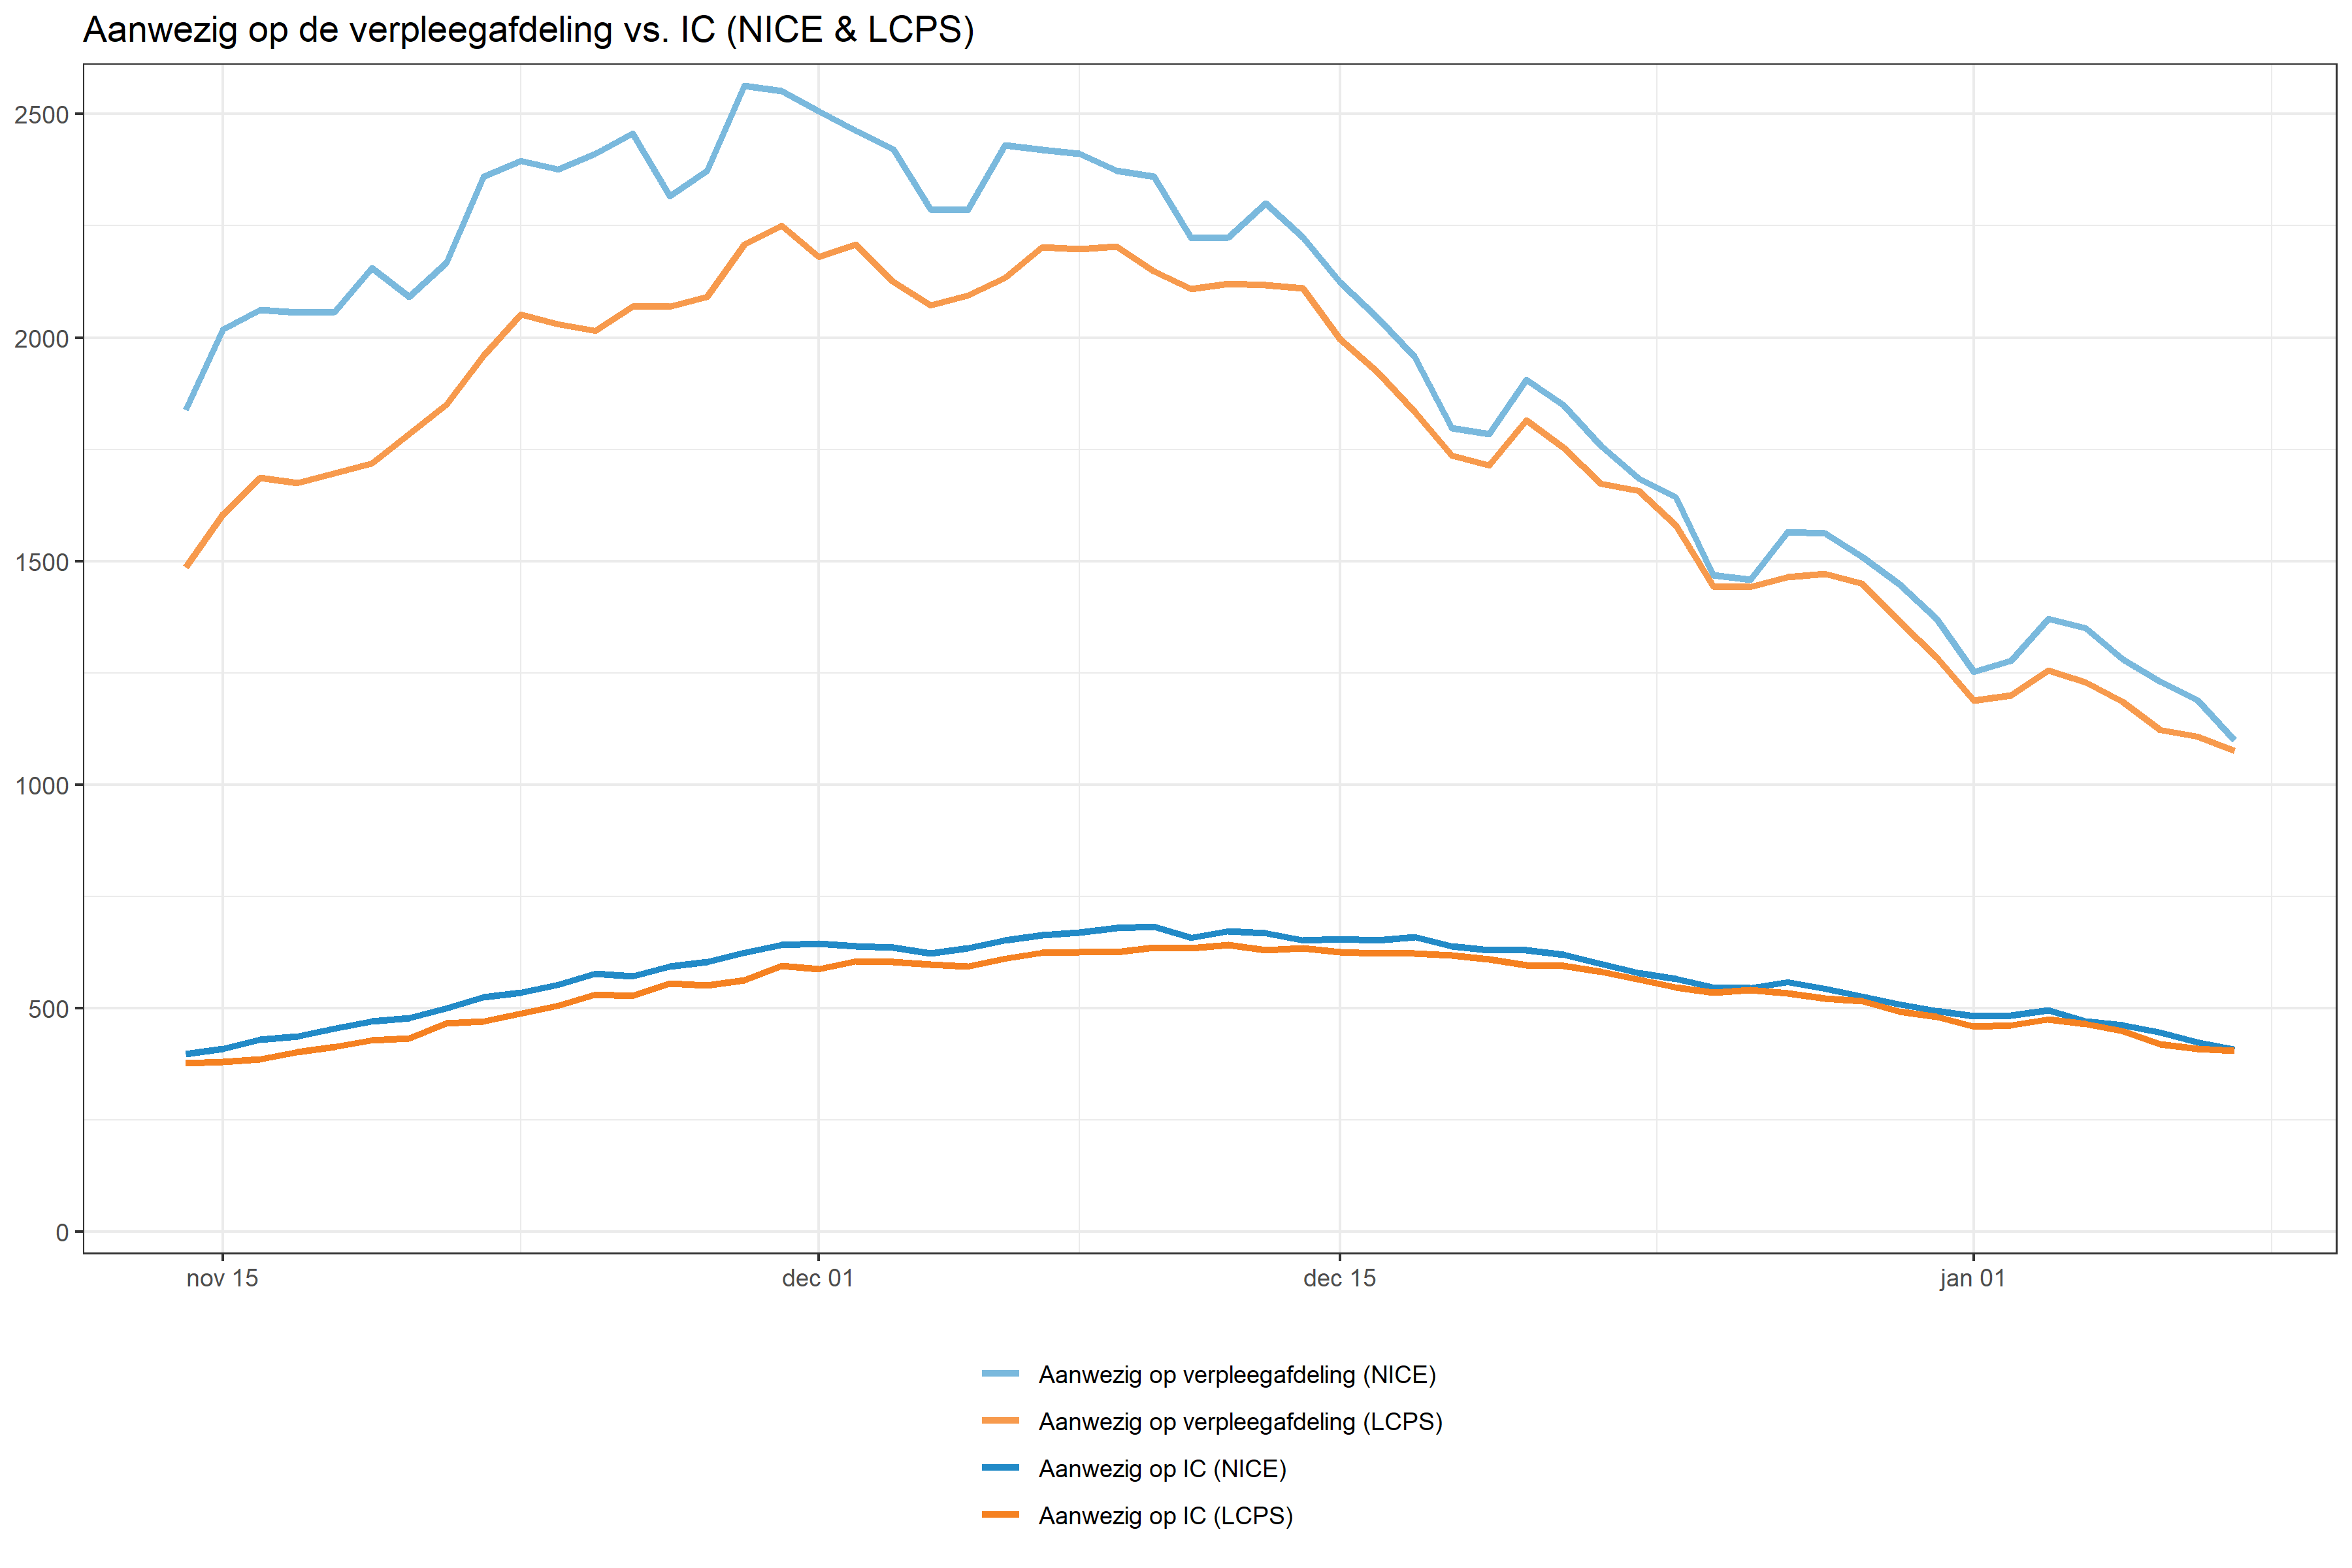 Aanwezig op de verpleegafdeling vs. IC (NICE & LCPS)
2500
2000
1500
1000
500
0
nov 15
dec 01
dec 15
jan 01
Aanwezig op verpleegafdeling (NICE)
Aanwezig op verpleegafdeling (LCPS)
Aanwezig op IC (NICE)
Aanwezig op IC (LCPS)